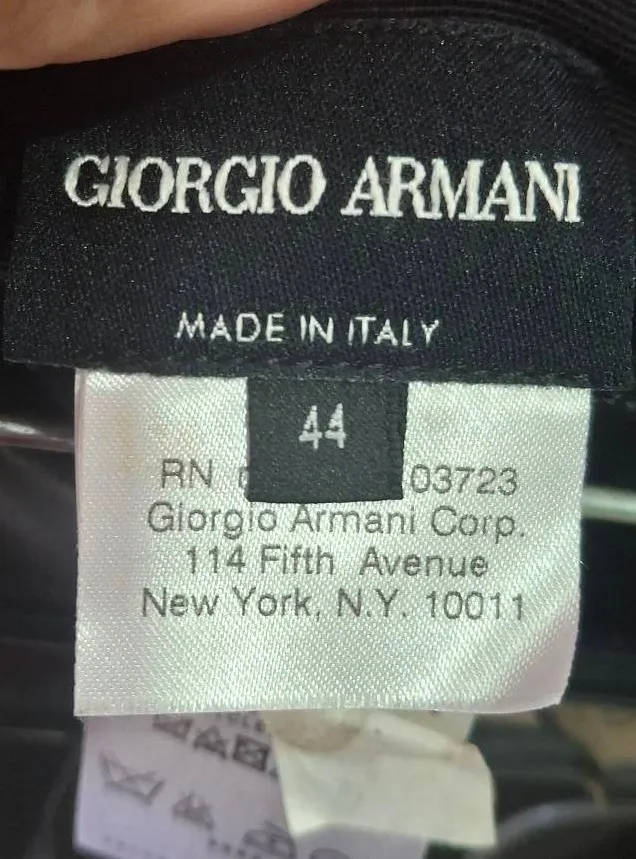 GIORGIO ARMANI
MADE IN ITALY
44
RN 03723
Giorgio Armani Corp.
114 Fifth Avenue
New York, N.Y. 10011